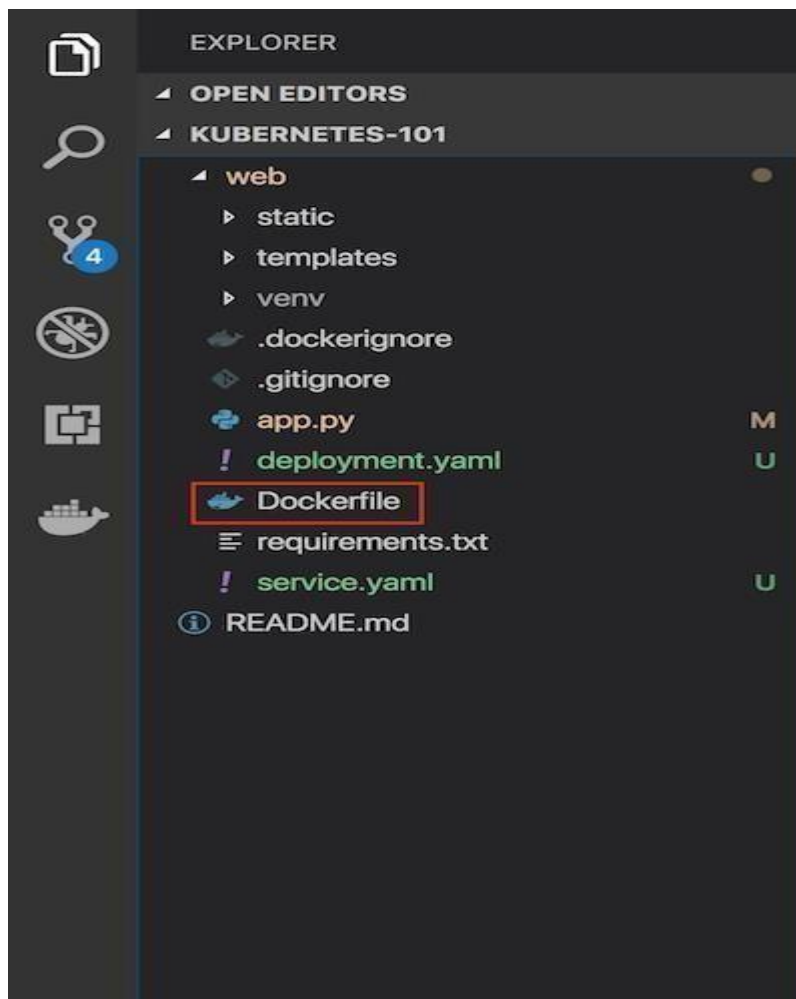 EXPLORER
OPEN EDITORS
KUBERNETES-101
web
static
templates
venv
.dockerignore
.gitignore
app.py M
deployment.yaml U
Dockerfile
requirements.txt
service.yaml U
README.md
4